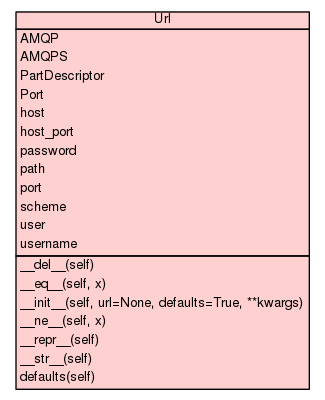 Url
AMQP
AMQPS
PartDescriptor
Port
host
host_port
password
path
port
scheme
user
username
__del__(self)
__eq__(self, x)
__init__(self, url=None, defaults=True, **kwargs)
__ne__(self, x)
__repr__(self)
__str__(self)
defaults(self)